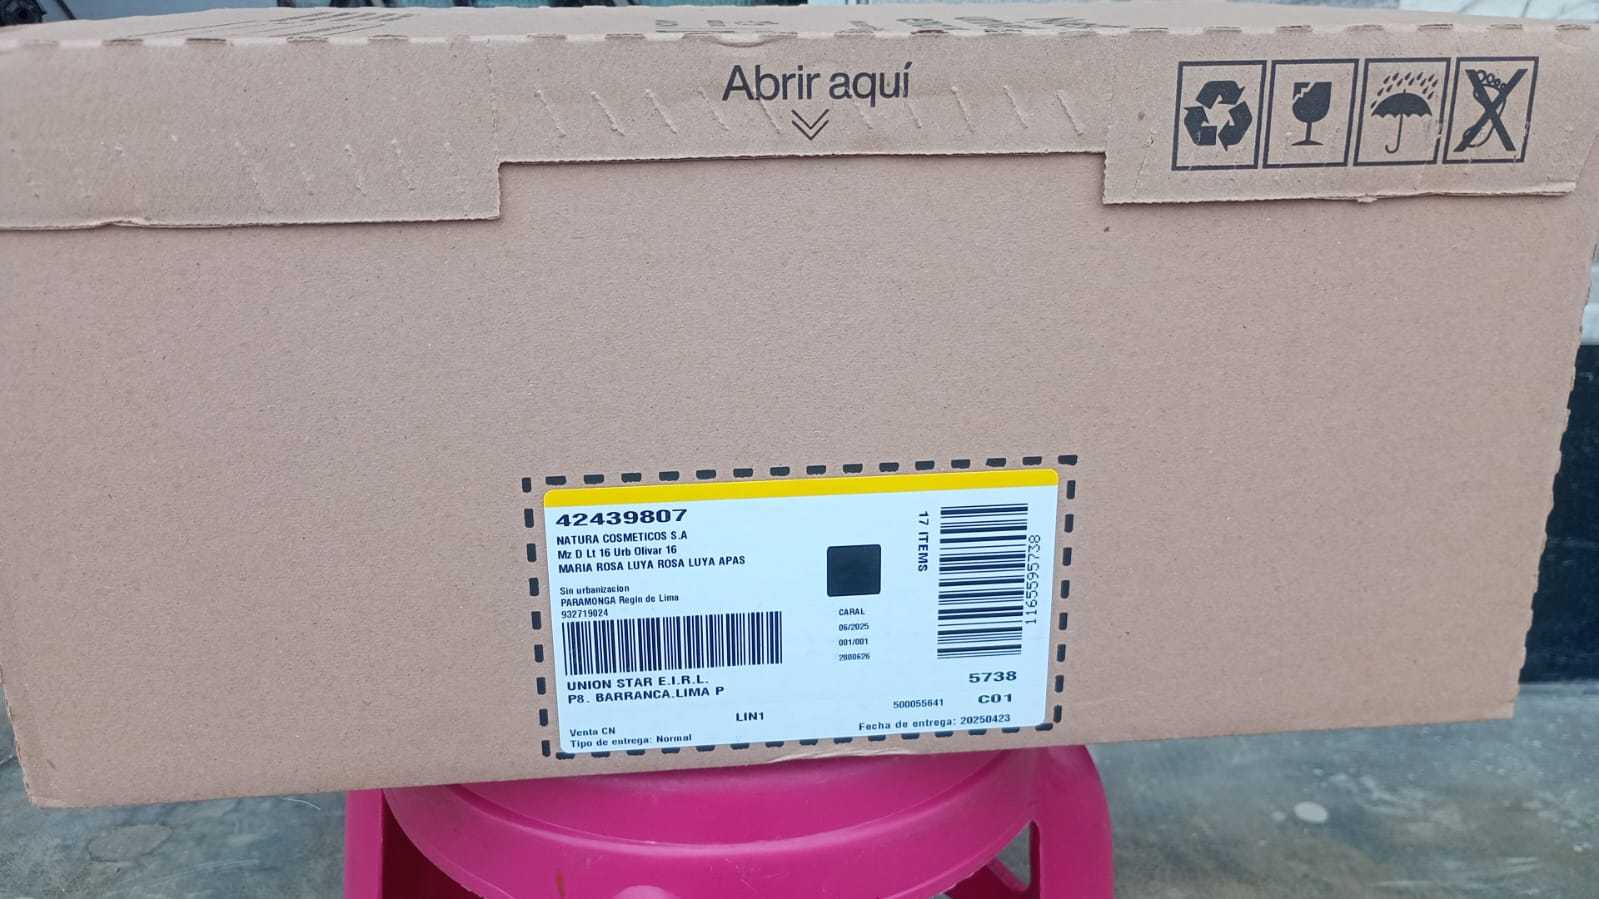 Abrir aquí
42439807
NATURA COSMETICOS S.A
Mz D Lt 16 Urb Olivar 16
MARIA ROSA LUYA ROSA LUYA APAS
Sin urbanizacion
PARAMONGA Regin de Lima
932719024
UNION STAR E.I.R.L.
P8. BARRANCA.LIMA P
LIN1
Venta CN
Tipo de entrega: Normal
CARAL
06/2025
001/001
2800626
17 ITEMS
1165595738
5738
500055641
C01
Fecha de entrega: 20250423